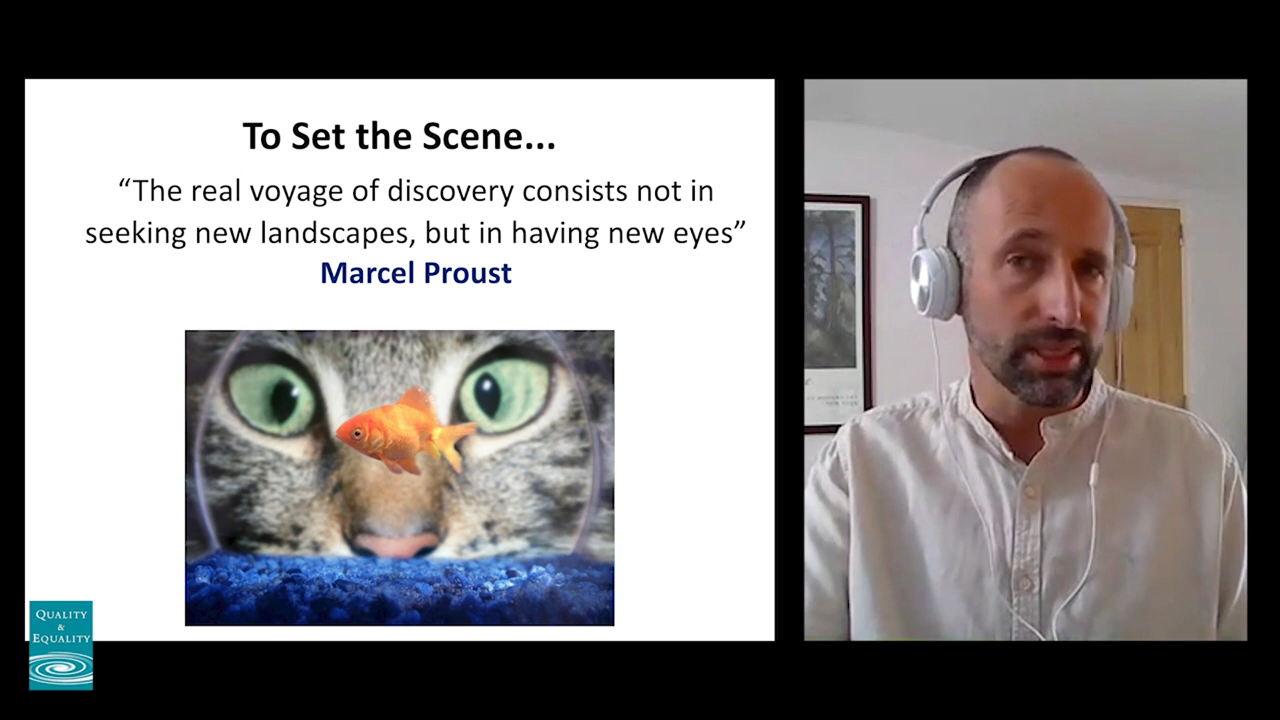 To Set the Scene...
“The real voyage of discovery consists not in
seeking new landscapes, but in having new eyes”
Marcel Proust
QUALITY
&
EQUALITY